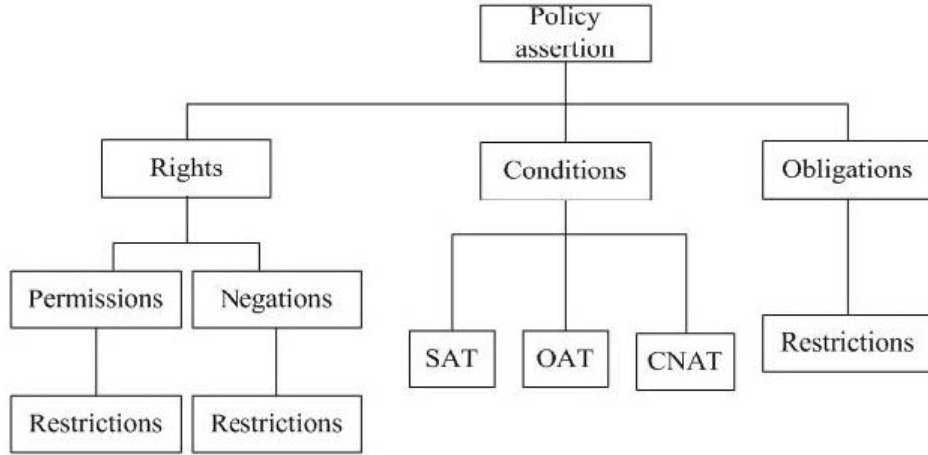 Policy
assertion
Rights
Conditions
Obligations
Permissions
Negations
SAT
OAT
CNAT
Restrictions
Restrictions
Restrictions